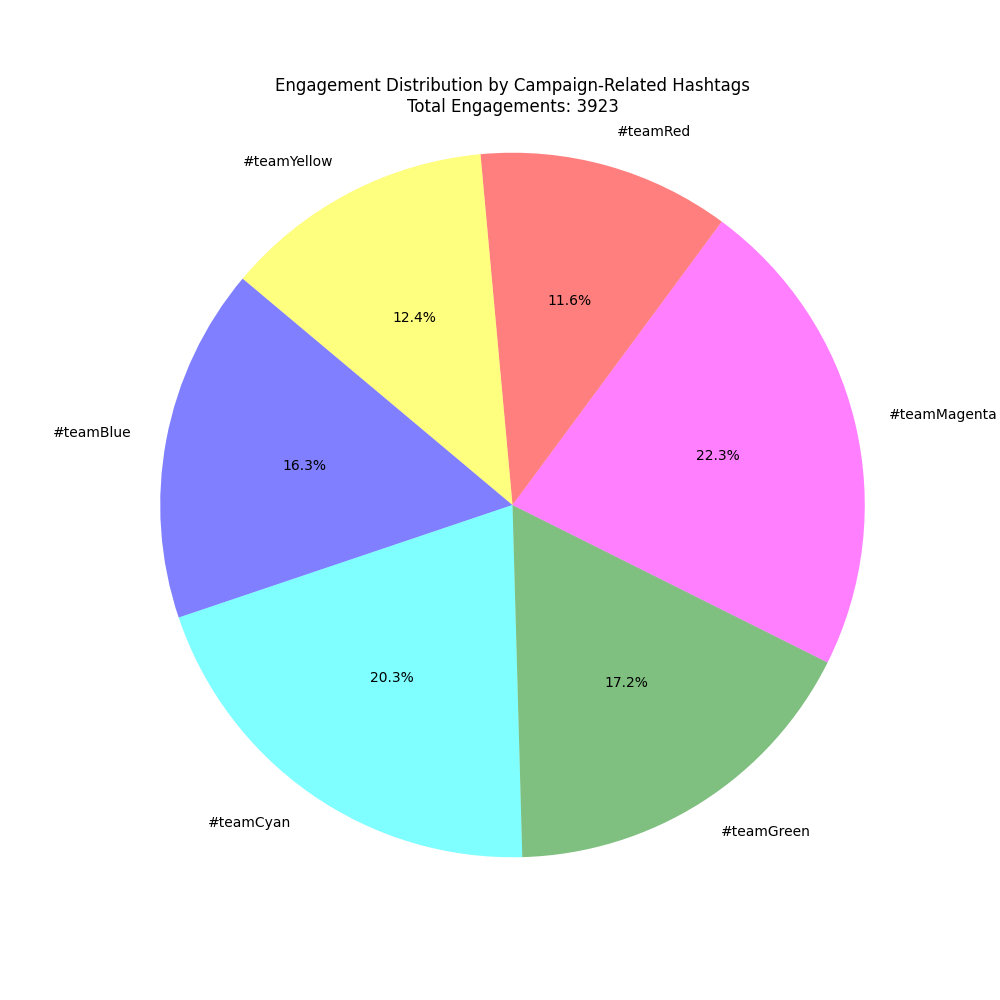 Engagement Distribution by Campaign-Related Hashtags
Total Engagements: 3923
#teamRed
#teamYellow
11.6%
12.4%
#teamMagenta
#teamBlue
22.3%
16.3%
20.3%
17.2%
#teamCyan
#teamGreen